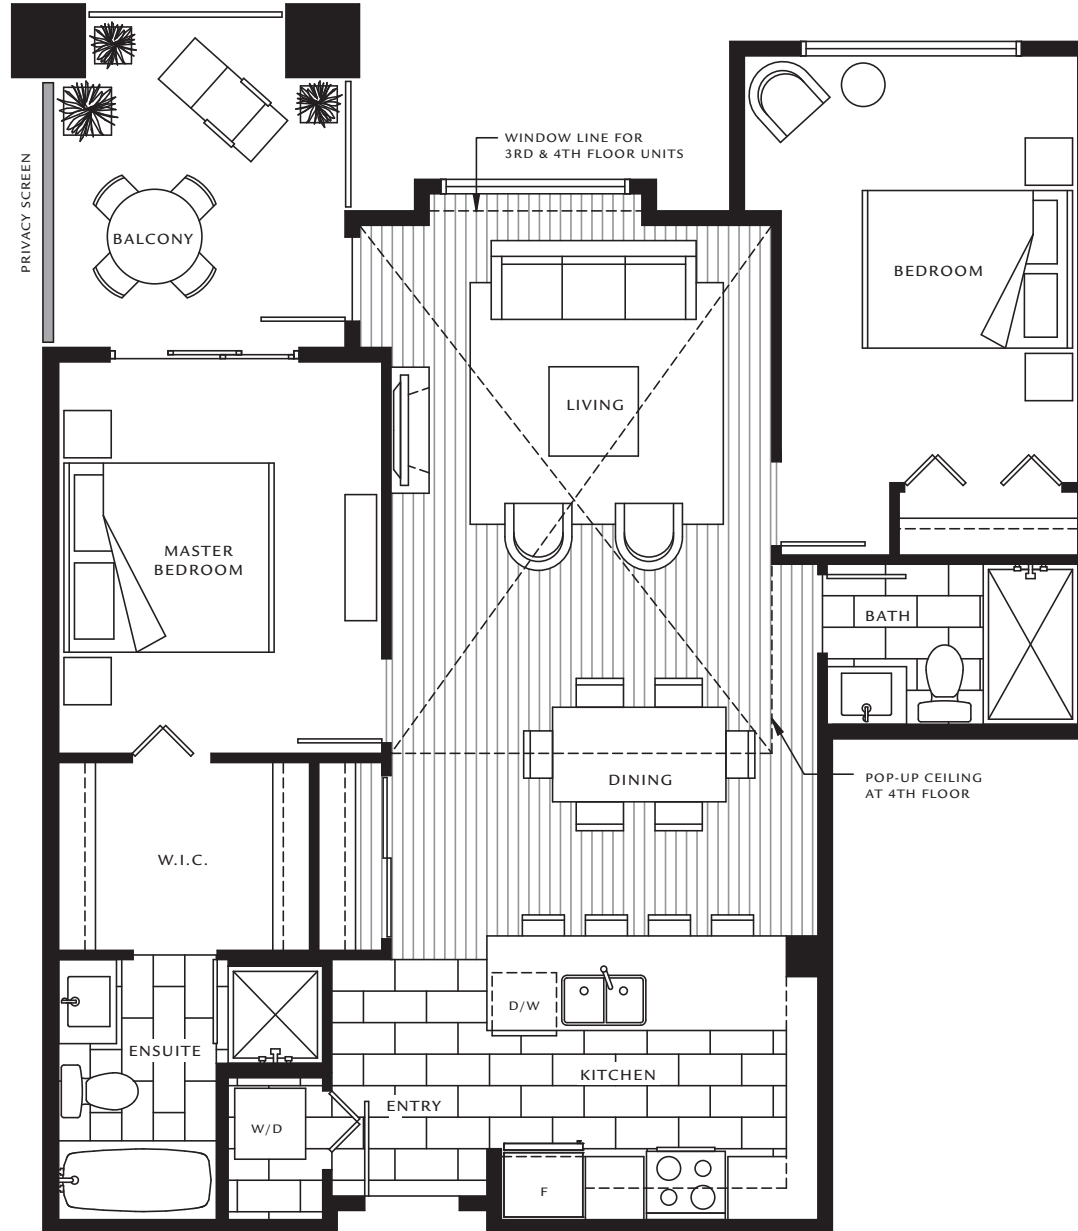 WINDOW LINE FOR
3RD & 4TH FLOOR UNITS
PRIVACY SCREEN
BALCONY
BEDROOM
LIVING
MASTER
BEDROOM
BATH
DINING
POP-UP CEILING
AT 4TH FLOOR
W.I.C.
D/W
ENSUITE
KITCHEN
ENTRY
W/D
F